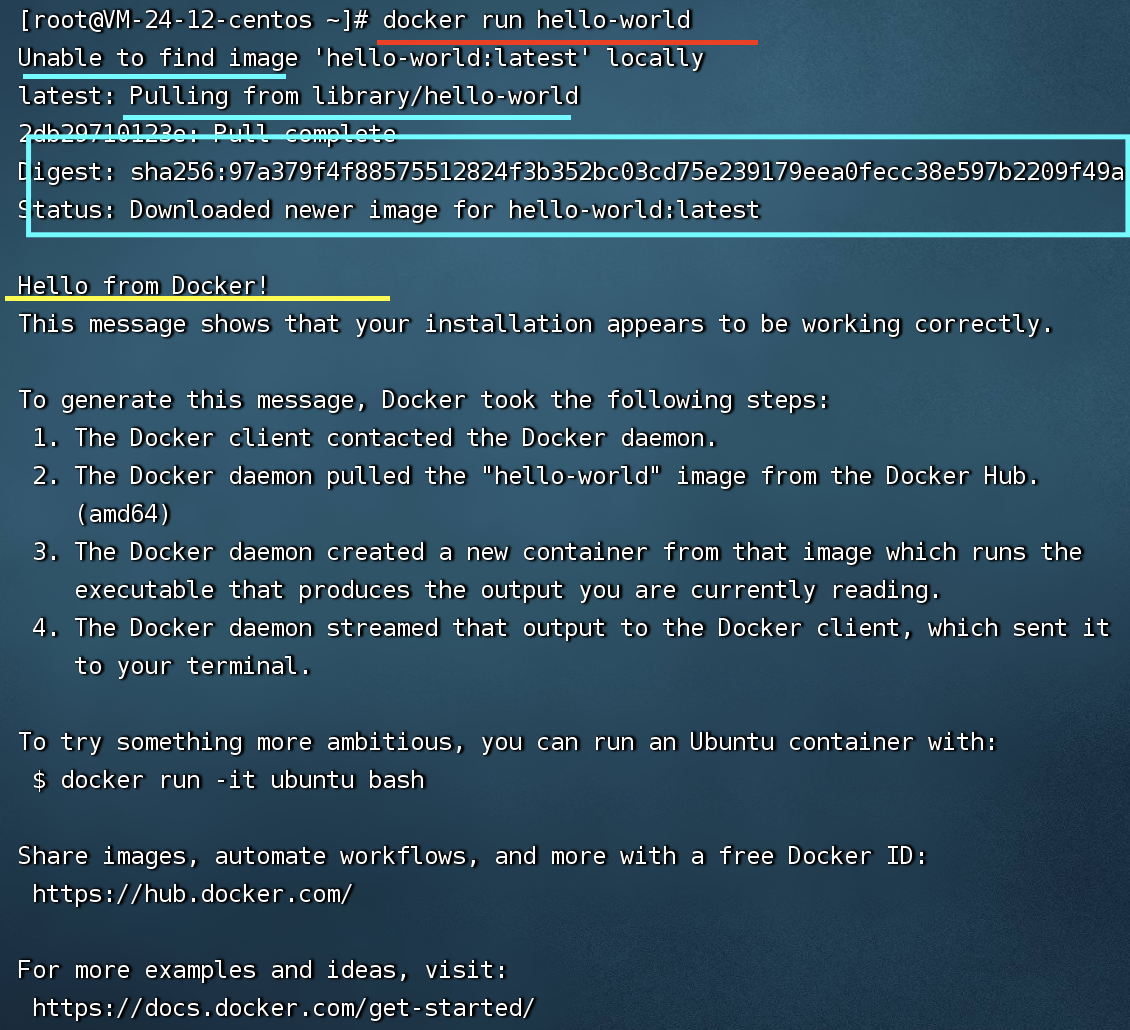 [root@VM-24-12-centos ~]# docker run hello-world
Unable to find image 'hello-world:latest' locally
latest: Pulling from library/hello-world
2db29710123e: Pull complete
Digest: sha256:97a379f4f88575512824f3b352bc03cd75e239179eea0fecc38e597b2209f49a
Status: Downloaded newer image for hello-world:latest
Hello from Docker!
This message shows that your installation appears to be working correctly.
To generate this message, Docker took the following steps:
1. The Docker client contacted the Docker daemon.
2. The Docker daemon pulled the "hello-world" image from the Docker Hub.
(amd64)
3. The Docker daemon created a new container from that image which runs the
executable that produces the output you are currently reading.
4. The Docker daemon streamed that output to the Docker client, which sent it
to your terminal.
To try something more ambitious, you can run an Ubuntu container with:
$ docker run -it ubuntu bash
Share images, automate workflows, and more with a free Docker ID:
https://hub.docker.com/
For more examples and ideas, visit:
https://docs.docker.com/get-started/